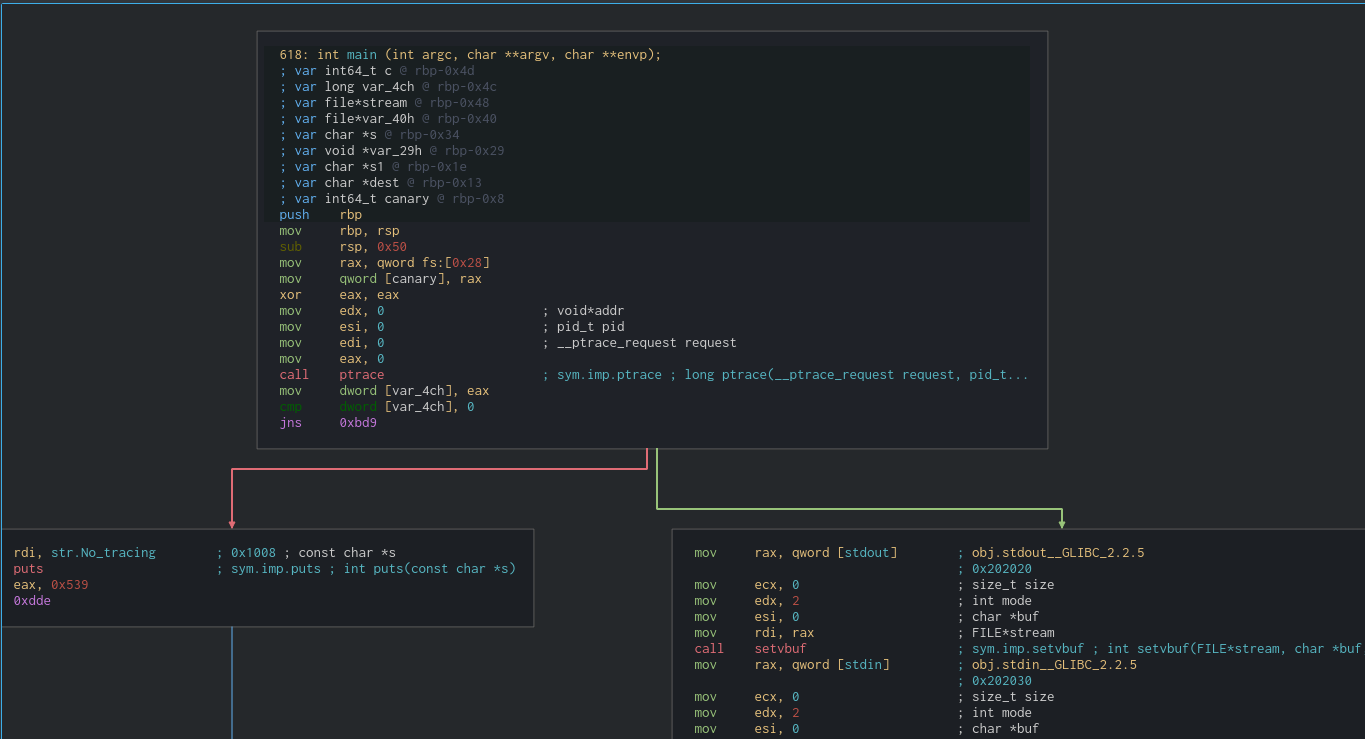 618: int main (int argc, char **argv, char **envp);
; var int64_t c @ rbp-0x4d
; var long var_4ch @ rbp-0x4c
; var file*stream @ rbp-0x48
; var file*var_40h @ rbp-0x40
; var char *s @ rbp-0x34
; var void *var_29h @ rbp-0x29
; var char *s1 @ rbp-0x1e
; var char *dest @ rbp-0x13
; var int64_t canary @ rbp-0x8
push rbp
mov rbp, rsp
sub rsp, 0x50
mov rax, qword fs:[0x28]
mov qword [canary], rax
xor eax, eax
mov edx, 0 ; void*addr
mov esi, 0 ; pid_t pid
mov edi, 0 ; __ptrace_request request
mov eax, 0
call ptrace ; sym.imp.ptrace ; long ptrace(__ptrace_request request, pid_t...
mov dword [var_4ch], eax
cmp dword [var_4ch], 0
jns 0xbd9
rdi, str.No_tracing ; 0x1008 ; const char *s
puts ; sym.imp.puts ; int puts(const char *s)
eax, 0x539
0xdde
mov rax, qword [stdout] ; obj.stdout__GLIBC_2.2.5
; 0x202020
mov ecx, 0 ; size_t size
mov edx, 2 ; int mode
mov esi, 0 ; char *buf
mov rdi, rax ; FILE*stream
call setvbuf ; sym.imp.setvbuf ; int setvbuf(FILE*stream, char *buf
mov rax, qword [stdin] ; obj.stdin__GLIBC_2.2.5
; 0x202030
mov ecx, 0 ; size_t size
mov edx, 2 ; int mode
mov esi, 0 ; char *buf